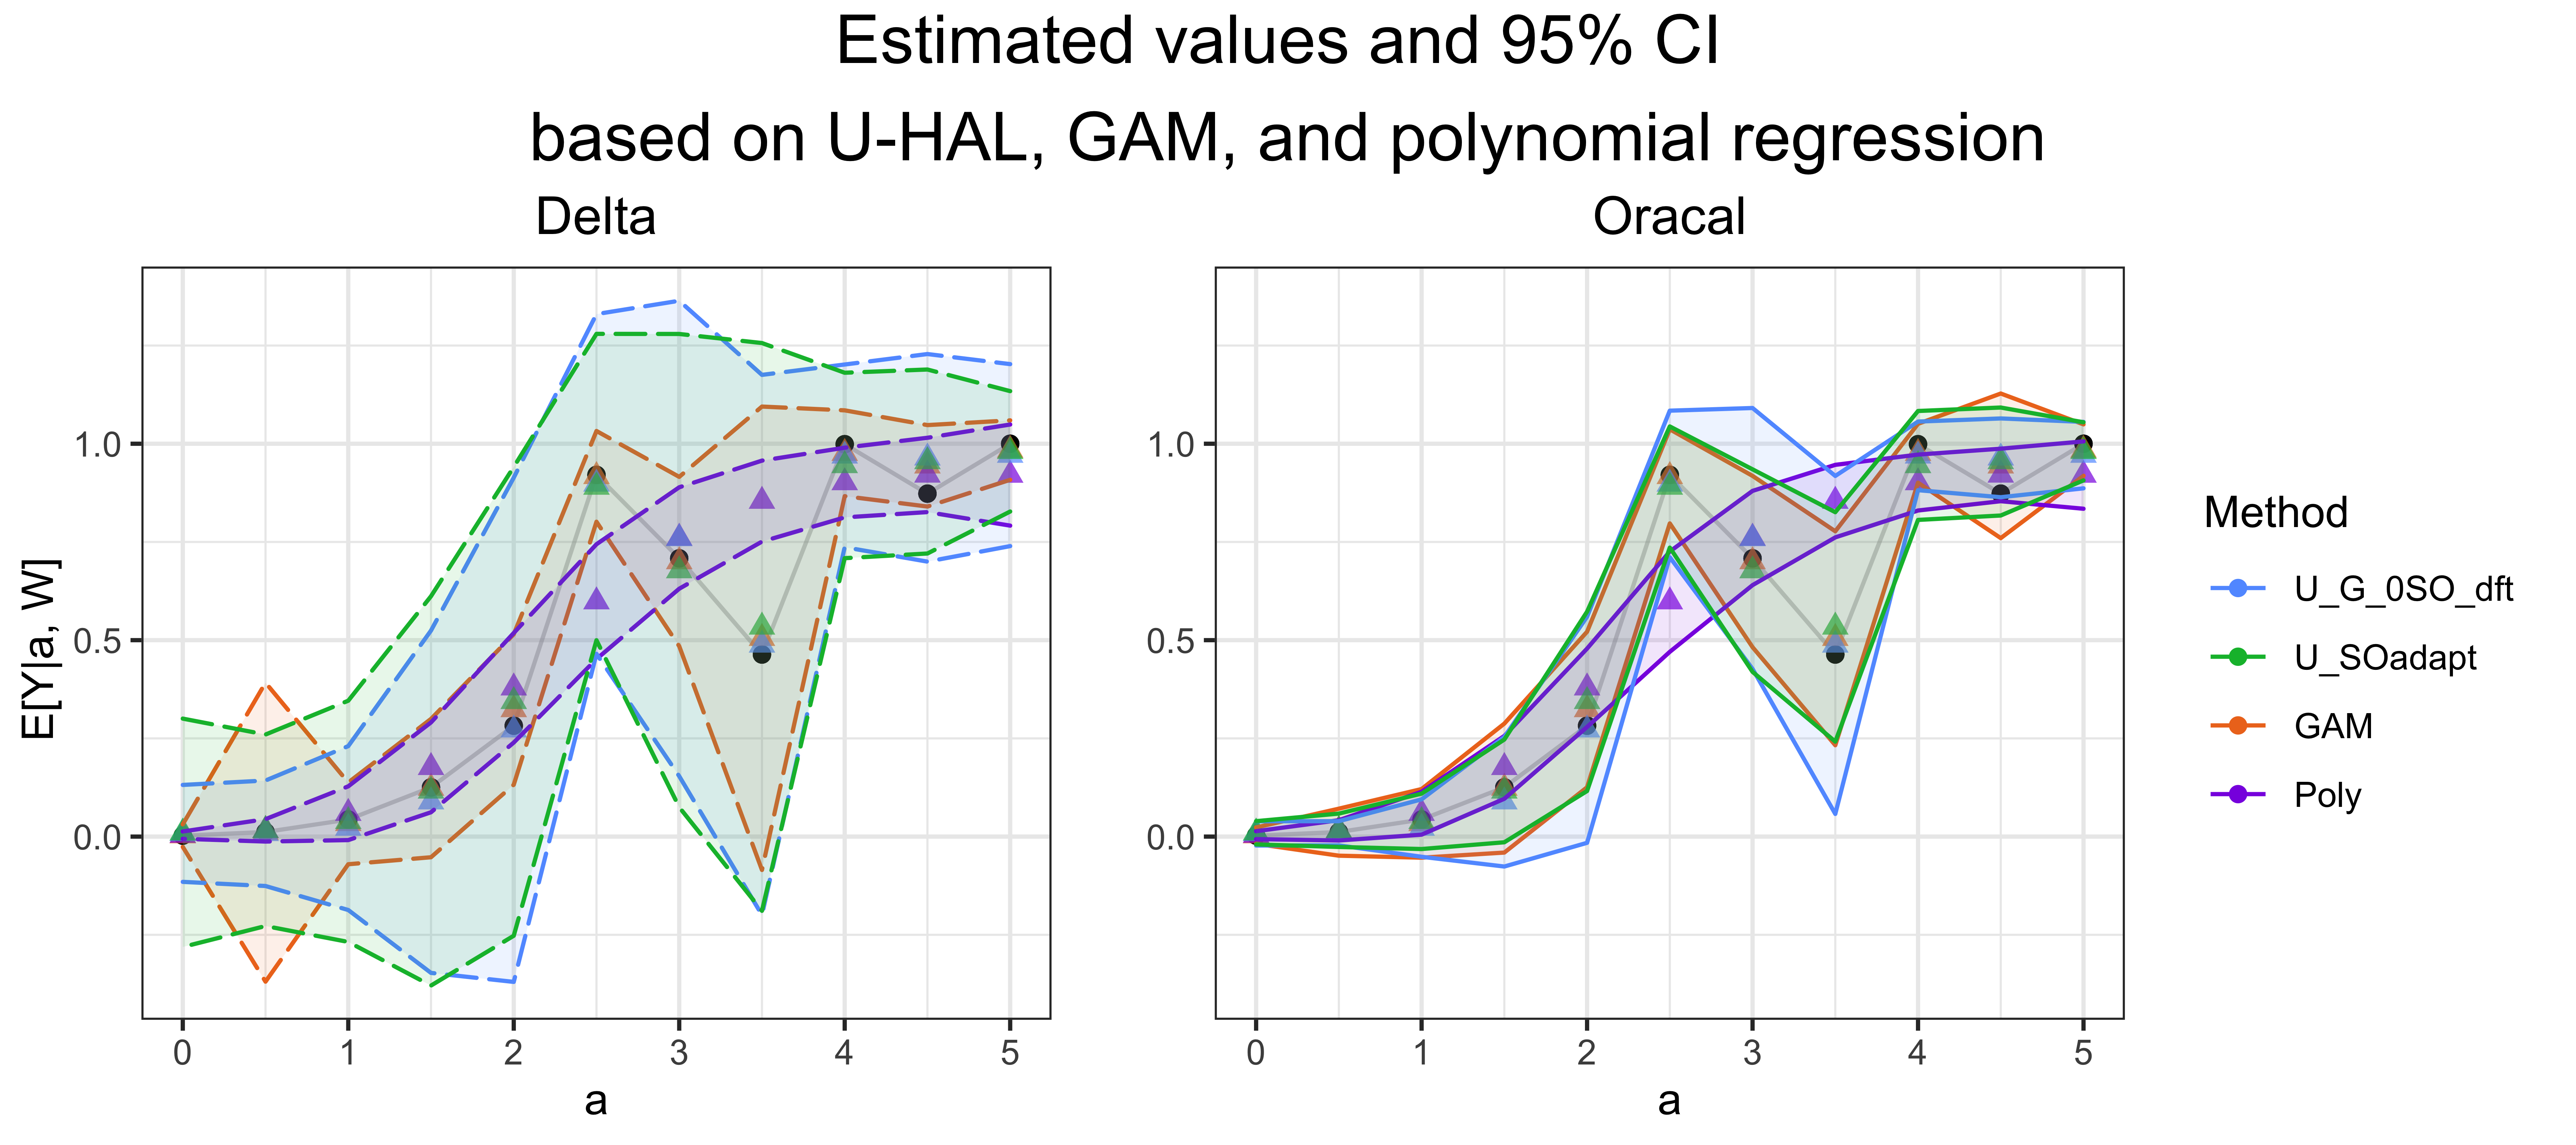 Estimated values and 95% CI
based on U-HAL, GAM, and polynomial regression
Delta
Oracal
E[Y|a, W]
1.0
0.5
0.0
0 1 2 3 4 5
a
1.0
0.5
0.0
0 1 2 3 4 5
a
Method
U_G_0SO_dft
U_SOadapt
GAM
Poly